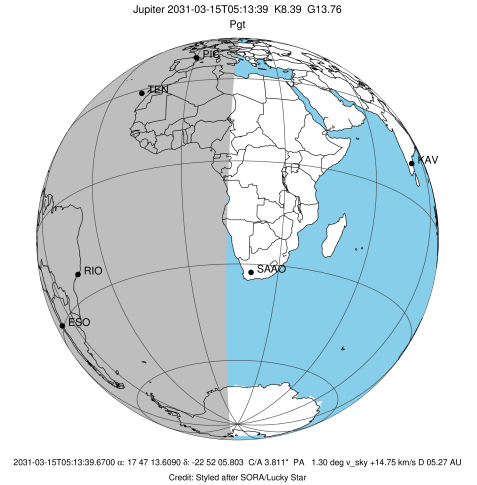 Jupiter 2031-03-15T05:13:39 K8.39 G13.76
Pgt
PIC
TEN
KAV
RIO
SAAO
ESO
2031-03-15T05:13:39.6700 α: 17 47 13.6090 δ: -22 52 05.803 C/A 3.811" PA 1.30 deg v_sky +14.75 km/s D 05.27 AU
Credit: Styled after SORA/Lucky Star